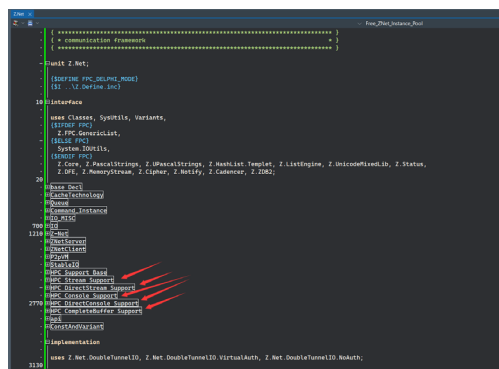 Z.Net
Free_ZNet_Instance_Pool
{ ****************************************************************************** }
{ * communication framework * }
{ ****************************************************************************** }
unit Z.Net;
{$DEFINE FPC_DELPHI_MODE}
{$I ..\Z.Define.inc}
10 interface
uses Classes, SysUtils, Variants,
{$IFDEF FPC}
Z.FPC.GenericList,
{$ELSE FPC}
System.IOUtils,
{$ENDIF FPC}
Z.Core, Z.PascalStrings, Z.UPascalStrings, Z.HashList.Templet, Z.ListEngine, Z.UnicodeMixedLib, Z.Status,
Z.DFE, Z.MemoryStream, Z.Cipher, Z.Notify, Z.Cadencer, Z.ZDB2;
20
base Decl
CacheTechnology
Queue
Command_Instance
IO_MISC
700 IO
1210 Z-Net
ZNetServer
ZNetClient
P2pVM
StableIO
HPC Support Base
HPC Stream Support
HPC DirectStream Support
HPC Console Support
2770 HPC DirectConsole Support
HPC CompleteBuffer Support
api
ConstAndVariant
implementation
uses Z.Net.DoubleTunnelIO, Z.Net.DoubleTunnelIO.VirtualAuth, Z.Net.DoubleTunnelIO.NoAuth;
3130